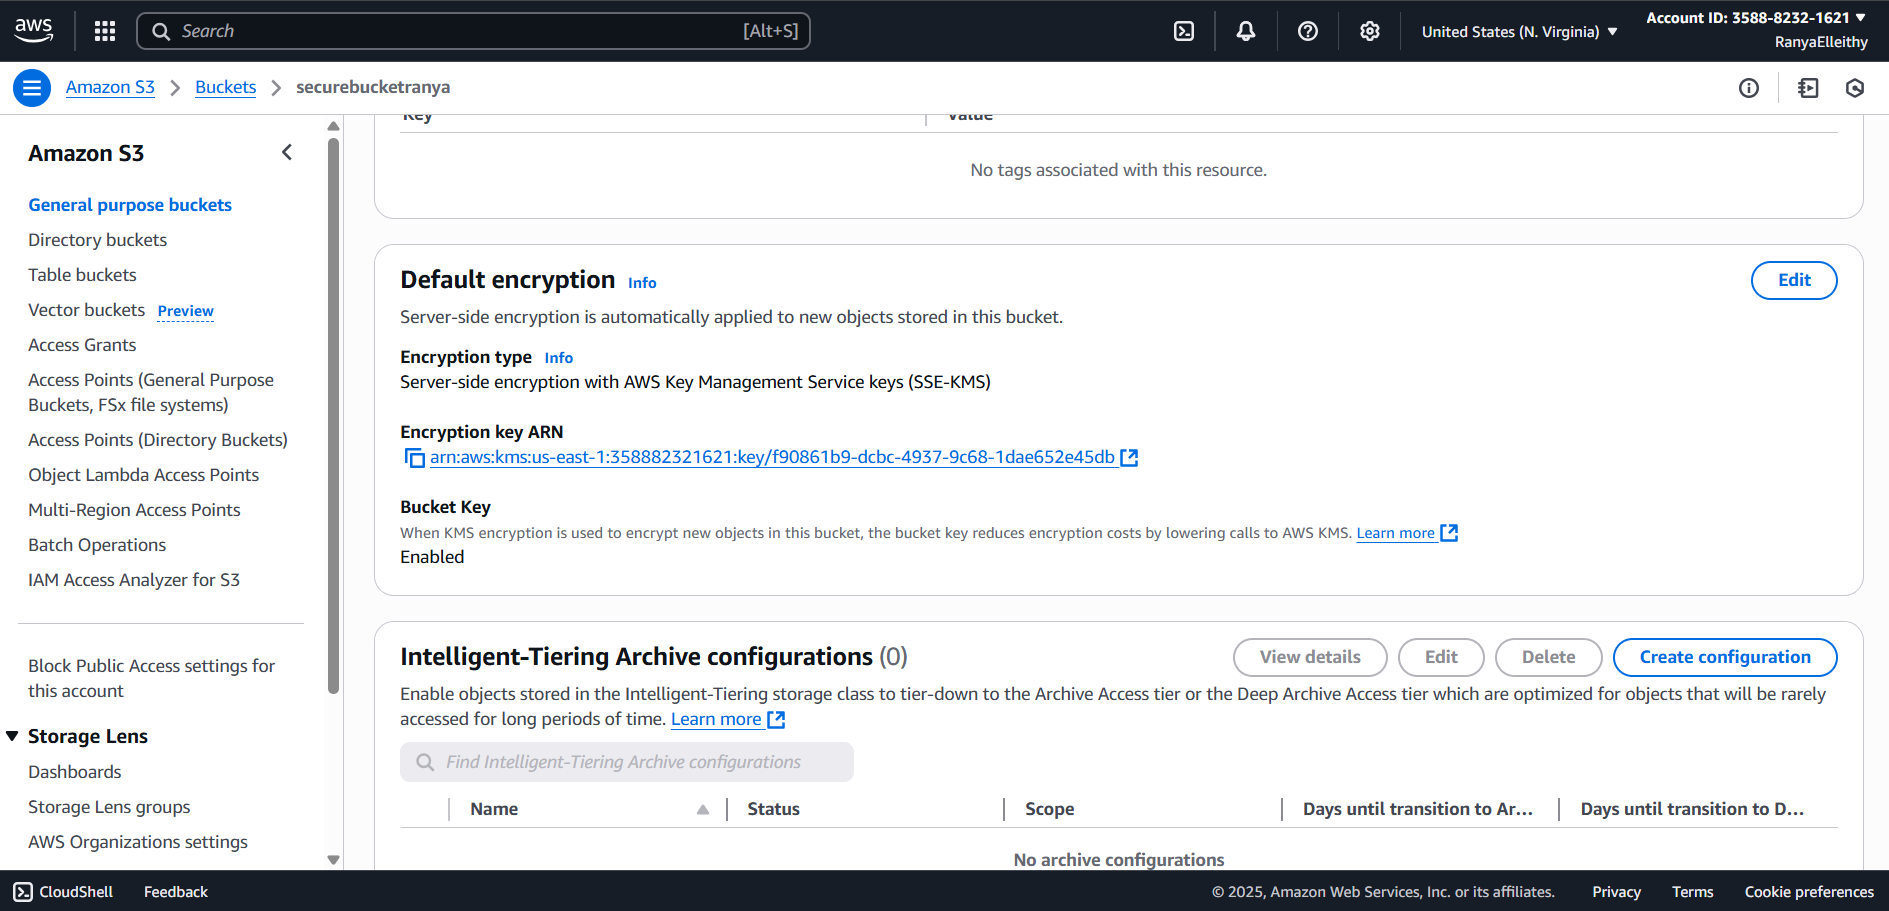 aws
Search [Alt+S]
United States (N. Virginia)
Account ID: 3588-8232-1621
RanyaElleithy
Amazon S3 Buckets securebucketranya
Amazon S3
General purpose buckets
Directory buckets
Table buckets
Vector buckets Preview
Access Grants
Access Points (General Purpose
Buckets, FSx file systems)
Access Points (Directory Buckets)
Object Lambda Access Points
Multi-Region Access Points
Batch Operations
IAM Access Analyzer for S3
Block Public Access settings for
this account
Storage Lens
Dashboards
Storage Lens groups
AWS Organizations settings
Key Value
No tags associated with this resource.
Default encryption Info
Edit
Server-side encryption is automatically applied to new objects stored in this bucket.
Encryption type Info
Server-side encryption with AWS Key Management Service keys (SSE-KMS)
Encryption key ARN
arn:aws:kms:us-east-1:358882321621:key/f90861b9-dcbc-4937-9c68-1dae652e45db
Bucket Key
When KMS encryption is used to encrypt new objects in this bucket, the bucket key reduces encryption costs by lowering calls to AWS KMS. Learn more
Enabled
Intelligent-Tiering Archive configurations (0)
View details Edit Delete Create configuration
Enable objects stored in the Intelligent-Tiering storage class to tier-down to the Archive Access tier or the Deep Archive Access tier which are optimized for objects that will be rarely
accessed for long periods of time. Learn more
Find Intelligent-Tiering Archive configurations
Name Status Scope Days until transition to Ar... Days until transition to D...
No archive configurations
CloudShell Feedback
© 2025, Amazon Web Services, Inc. or its affiliates. Privacy Terms Cookie preferences